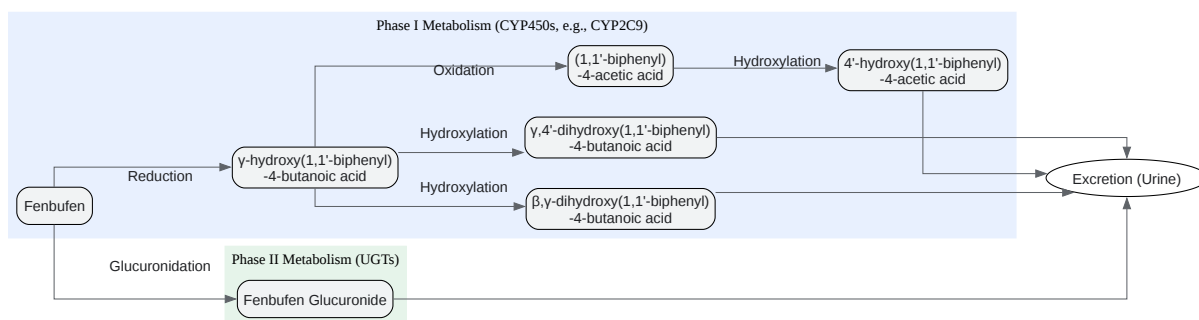 Phase I Metabolism (CYP450s, e.g., CYP2C9)
(1,1'-biphenyl)
-4-acetic acid
Oxidation
Hydroxylation
4'-hydroxy(1,1'-biphenyl)
-4-acetic acid
Hydroxylation
γ,4'-dihydroxy(1,1'-biphenyl)
-4-butanoic acid
γ-hydroxy(1,1'-biphenyl)
-4-butanoic acid
Reduction
Hydroxylation
β,γ-dihydroxy(1,1'-biphenyl)
-4-butanoic acid
Excretion (Urine)
Fenbufen
Glucuronidation
Phase II Metabolism (UGTs)
Fenbufen Glucuronide